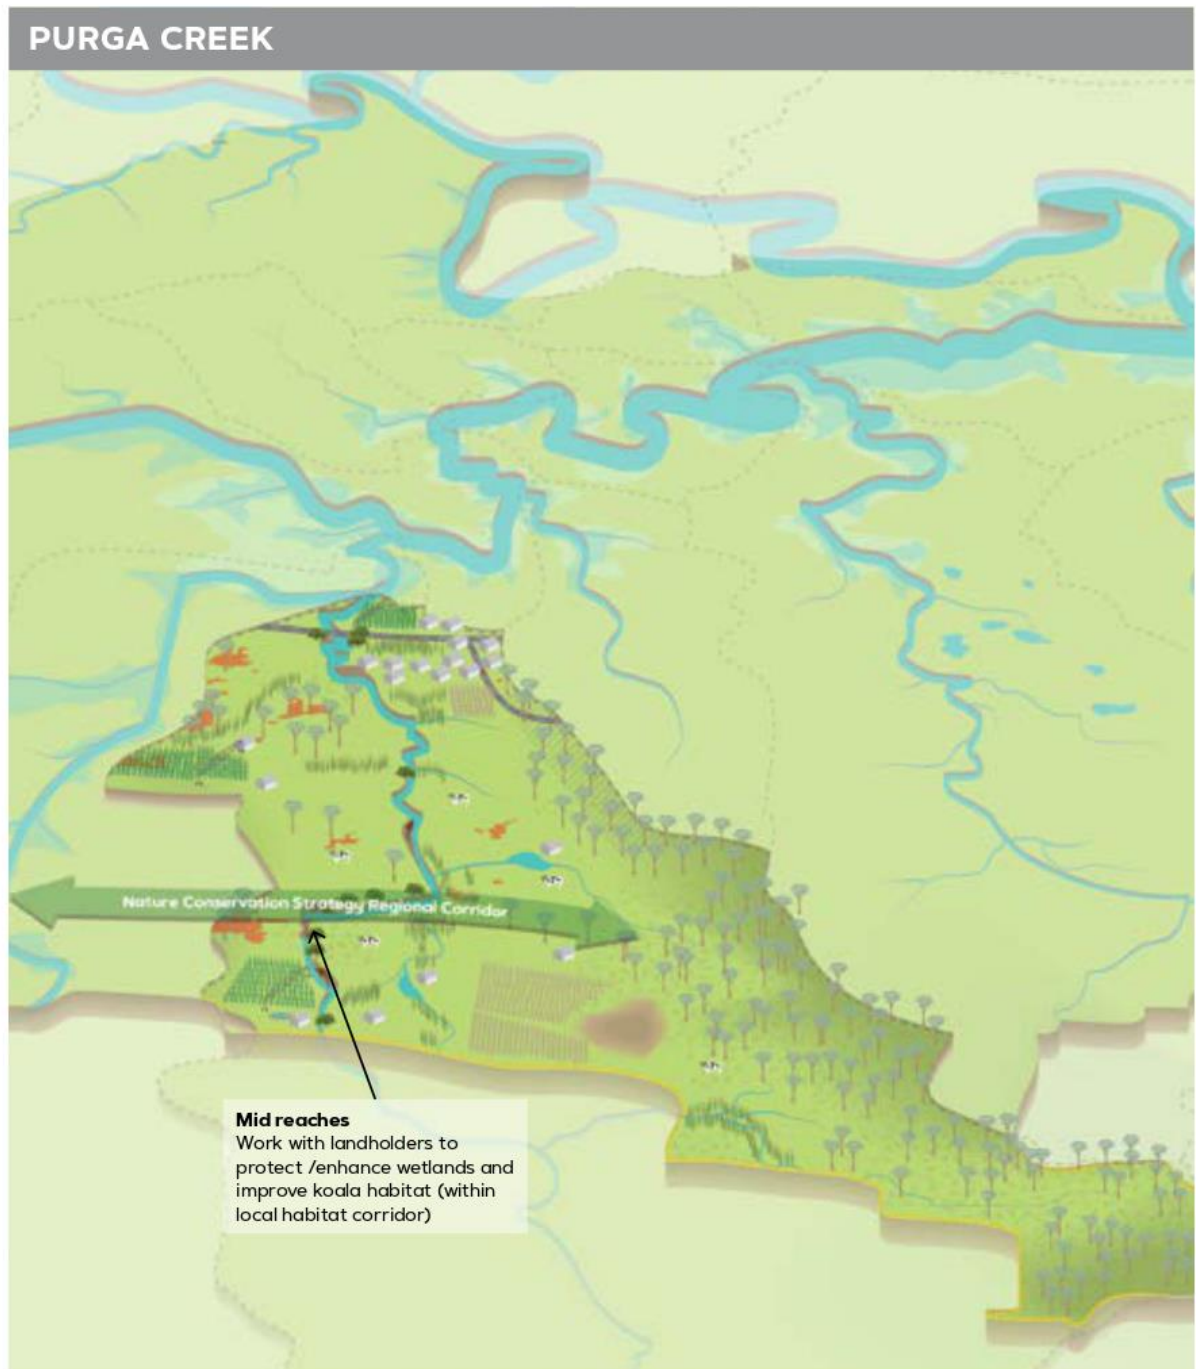 PURGA CREEK
Nature Conservation Strategy Regional Corridor
Mid reaches
Work with landholders to
protect /enhance wetlands and
improve koala habitat (within
local habitat corridor)